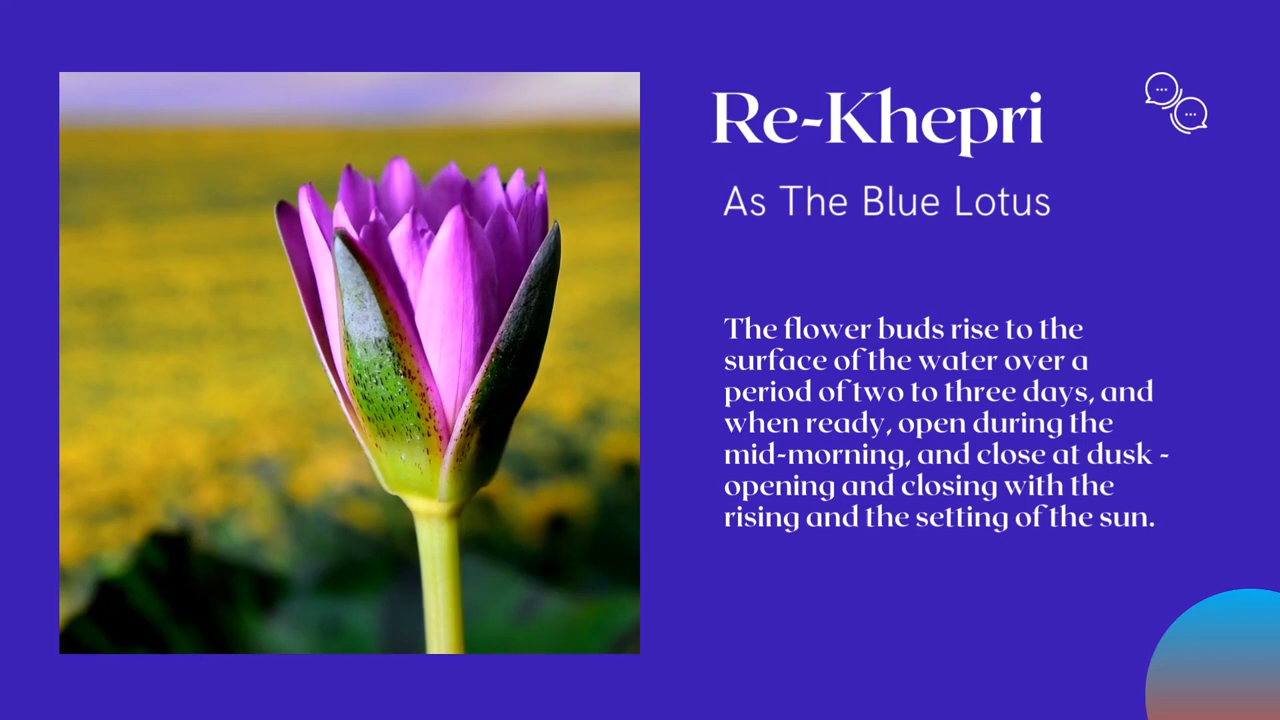 Re-Khepri
As The Blue Lotus
The flower buds rise to the
surface of the water over a
period of two to three days, and
when ready, open during the
mid-morning, and close at dusk -
opening and closing with the
rising and the setting of the sun.